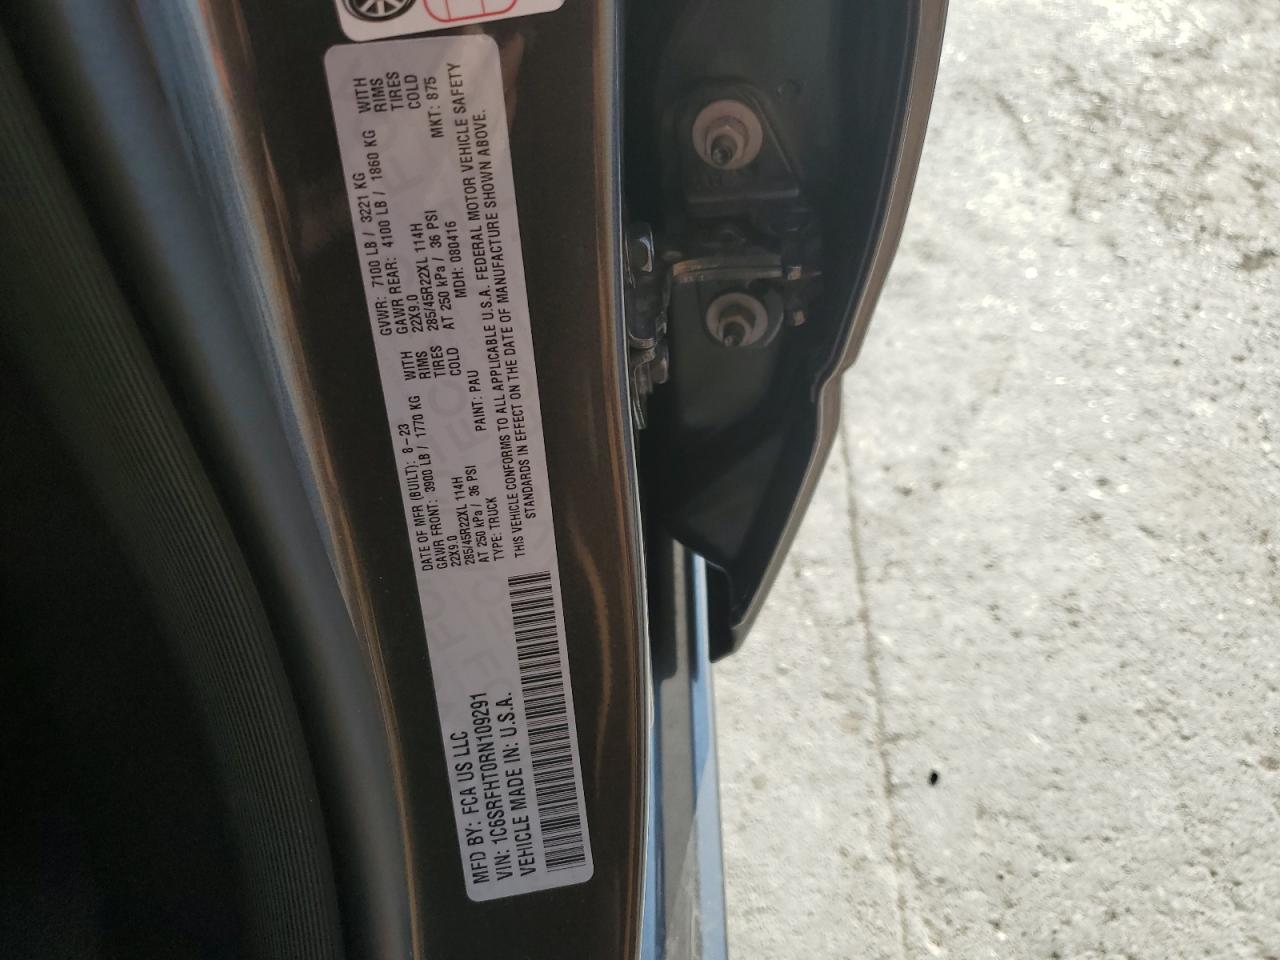 MFD BY: FCA US LLC
VIN: 1C6SRFHT0RN109291
VEHICLE MADE IN: U.S.A.
DATE OF MFR (BUILT): 8-23 GVWR: 7100 LB / 3221 KG
GAWR FRONT: 3900 LB / 1770 KG WITH GAWR REAR: 4100 LB / 1860 KG WITH
22X9.0 RIMS 22X9.0 RIMS
285/45R22XL 114H TIRES 285/45R22XL 114H TIRES
AT 250 kPa / 36 PSI COLD AT 250 kPa / 36 PSI COLD
TYPE: TRUCK PAINT: PAU MDH: 080416 MKT: 875
THIS VEHICLE CONFORMS TO ALL APPLICABLE U.S.A. FEDERAL MOTOR VEHICLE SAFETY
STANDARDS IN EFFECT ON THE DATE OF MANUFACTURE SHOWN ABOVE.